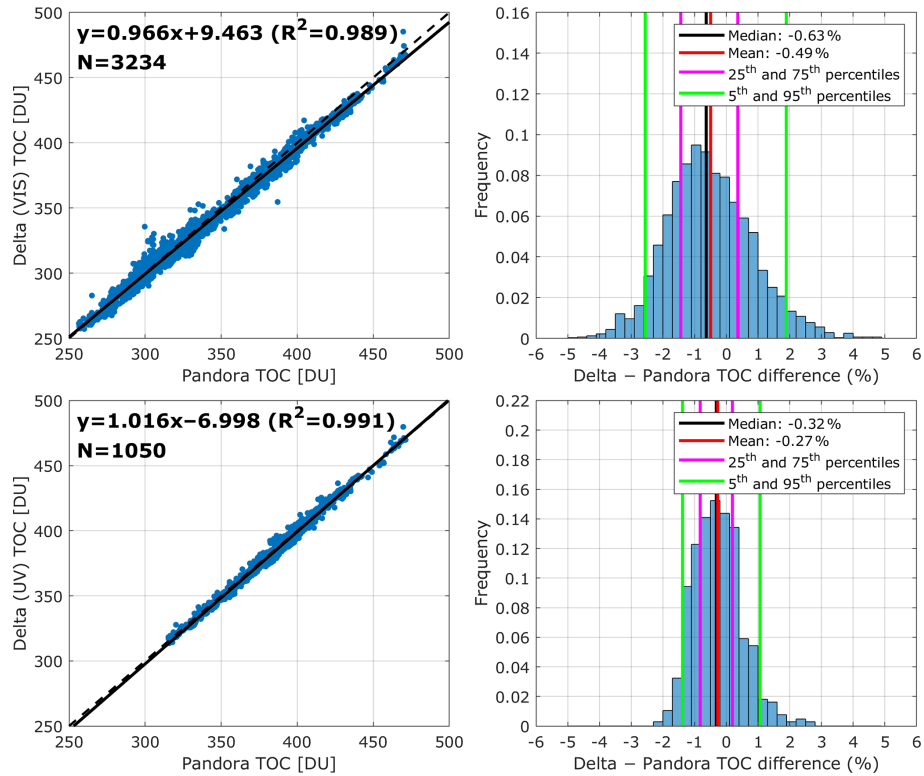 y=0.966x+9.463 (R²=0.989)
N=3234
500
450
400
350
300
250
Delta (VIS) TOC [DU]
250 300 350 400 450 500
Pandora TOC [DU]
0.16
0.14
0.12
0.1
0.08
0.06
0.04
0.02
0
Frequency
Median: -0.63%
Mean: -0.49%
25th and 75th percentiles
5th and 95th percentiles
-6 -5 -4 -3 -2 -1 0 1 2 3 4 5 6
Delta − Pandora TOC difference (%)
y=1.016x−6.998 (R²=0.991)
N=1050
500
450
400
350
300
250
Delta (UV) TOC [DU]
250 300 350 400 450 500
Pandora TOC [DU]
0.22
0.2
0.18
0.16
0.14
0.12
0.1
0.08
0.06
0.04
0.02
0
Frequency
Median: -0.32%
Mean: -0.27%
25th and 75th percentiles
5th and 95th percentiles
-6 -5 -4 -3 -2 -1 0 1 2 3 4 5 6
Delta − Pandora TOC difference (%)